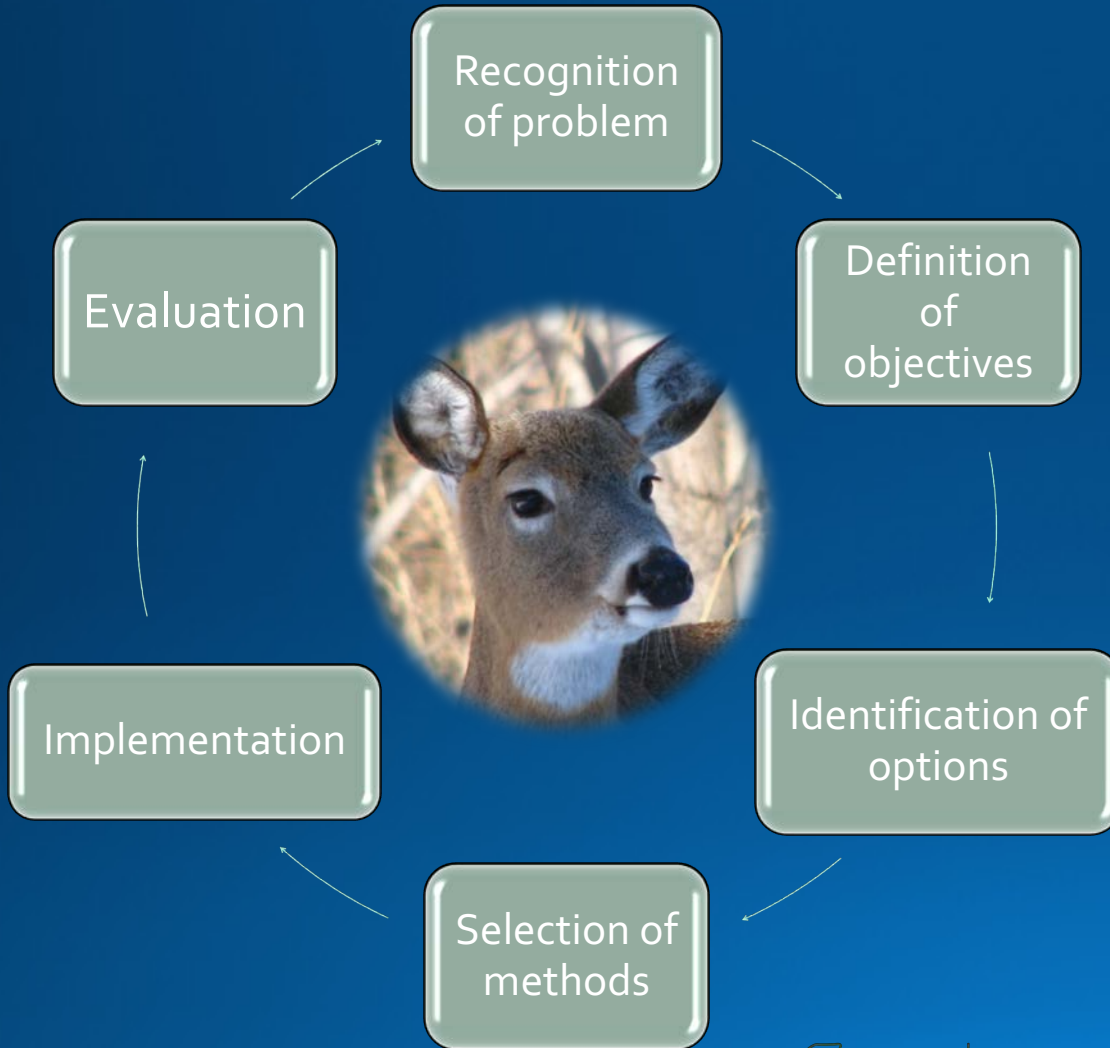 Recognition
of problem
Definition
of
objectives
Identification of
options
Selection of
methods
Implementation
Evaluation